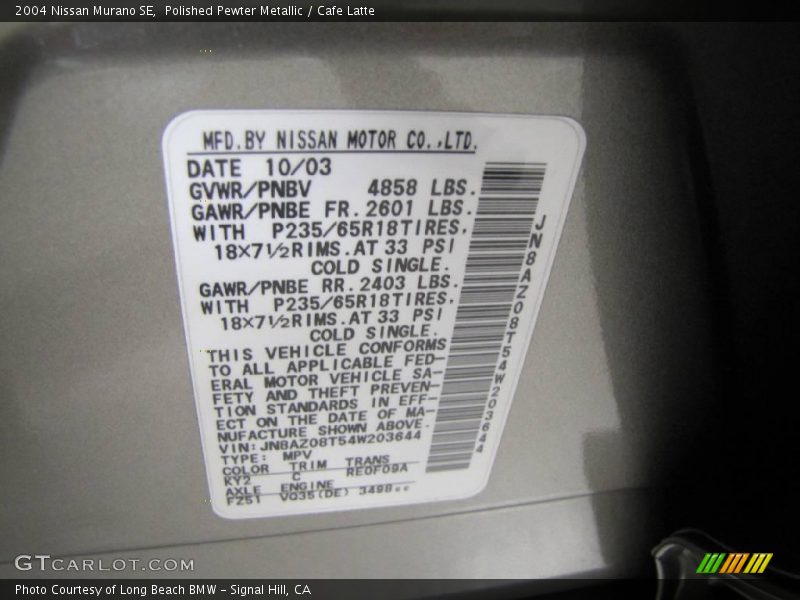 2004 Nissan Murano SE, Polished Pewter Metallic / Cafe Latte
MFD.BY NISSAN MOTOR CO.,LTD.
DATE 10/03
GVWR/PNBV 4858 LBS.
GAWR/PNBE FR.2601 LBS.
WITH P235/65R18TIRES,
18×7½RIMS.AT 33 PSI
COLD SINGLE.
GAWR/PNBE RR.2403 LBS.
WITH P235/65R18TIRES,
18×7½RIMS.AT 33 PSI
COLD SINGLE.
THIS VEHICLE CONFORMS
TO ALL APPLICABLE FED-
ERAL MOTOR VEHICLE SA-
FETY AND THEFT PREVEN-
TION STANDARDS IN EFF-
ECT ON THE DATE OF MA-
NUFACTURE SHOWN ABOVE.
VIN:JN8AZ08T54W203644
TYPE: MPV
COLOR TRIM TRANS
KY2 C RE0F09A
AXLE ENGINE
FZ51 VQ35(DE) 3498cc
JN8AZ08T54W203644
GTCARLOT.COM
Photo Courtesy of Long Beach BMW - Signal Hill, CA